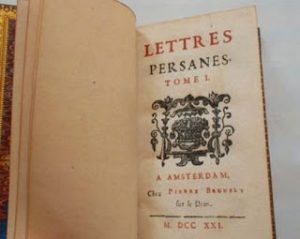 LETTRES
PERSANES.
TOME I.
A AMSTERDAM,
Chez PIERRE BRUNEL,
sur le Dam.
M. DCC XXI.